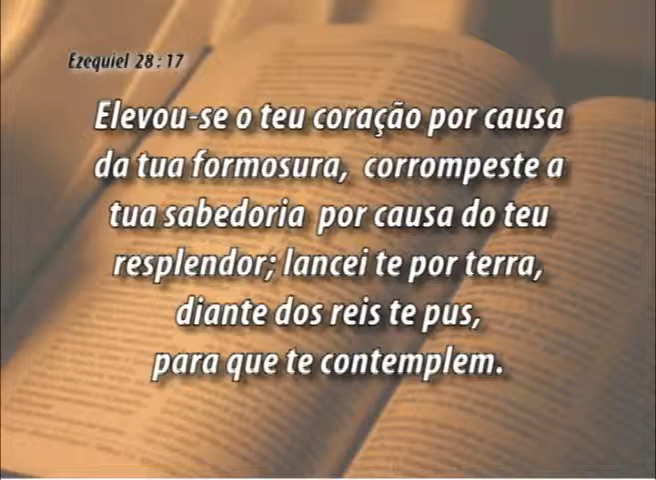 Ezequiel 28:17
Elevou-se o teu coração por causa
da tua formosura, corrompeste a
tua sabedoria por causa do teu
resplendor; lancei te por terra,
diante dos reis te pus,
para que te contemplem.